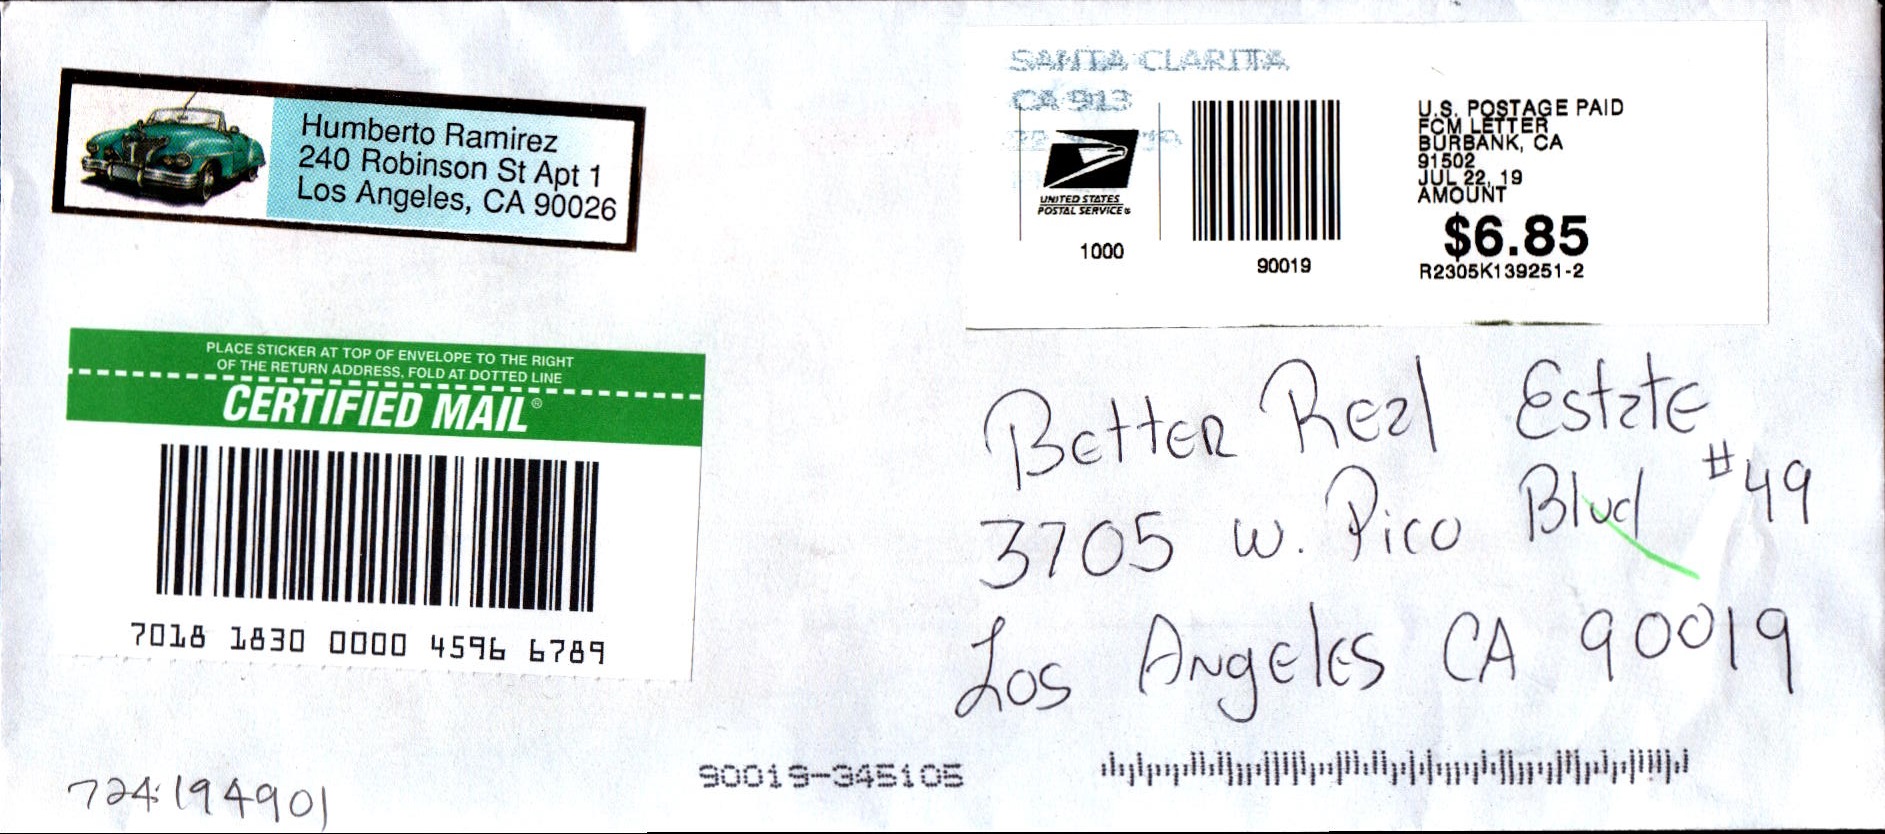 Humberto Ramirez
240 Robinson St Apt 1
Los Angeles, CA 90026
SANTA CLARITA
CA 913
UNITED STATES
POSTAL SERVICE®
1000
90019
U.S. POSTAGE PAID
FCM LETTER
BURBANK, CA
91502
JUL 22, 19
AMOUNT
$6.85
R2305K139251-2
PLACE STICKER AT TOP OF ENVELOPE TO THE RIGHT
OF THE RETURN ADDRESS, FOLD AT DOTTED LINE
CERTIFIED MAIL®
7018 1830 0000 4596 6789
Better Real Estate
3705 W. Pico Blvd #49
Los Angeles CA 90019
724194901
90019-345105